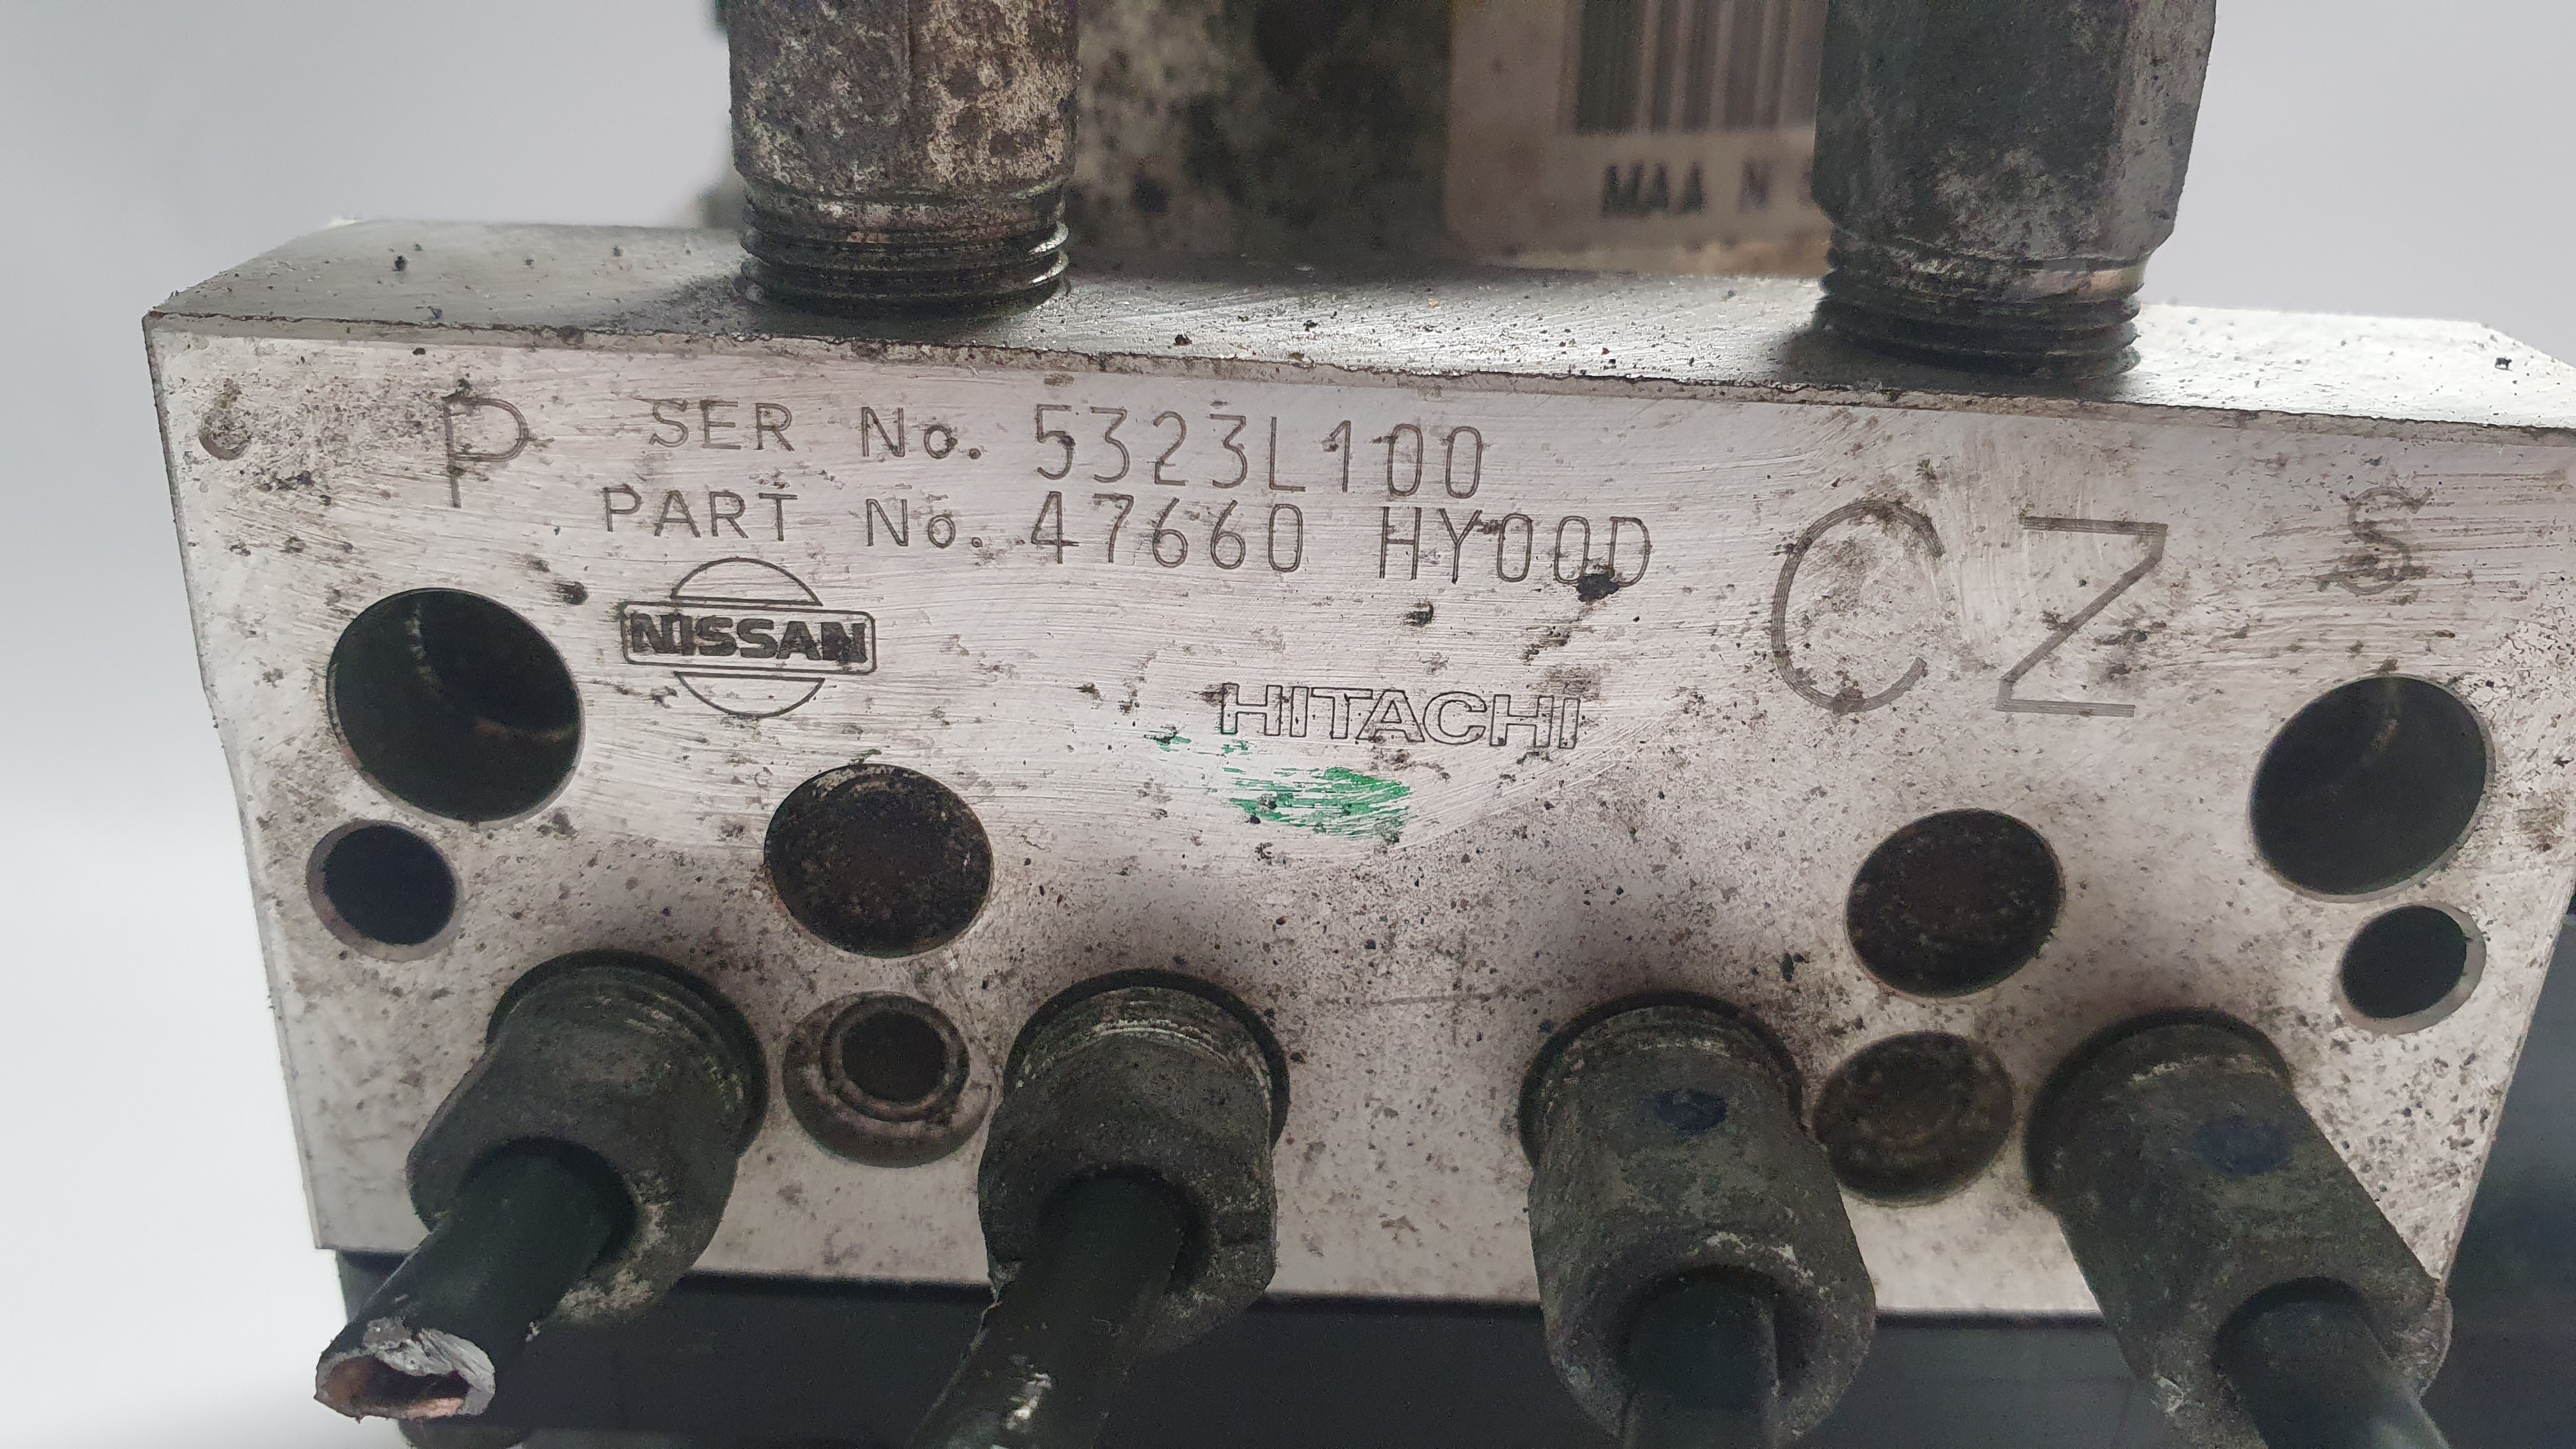 MAA N
P SER No. 5323L100
PART No. 47660 HY00D
CZ
S
NISSAN
HITACHI